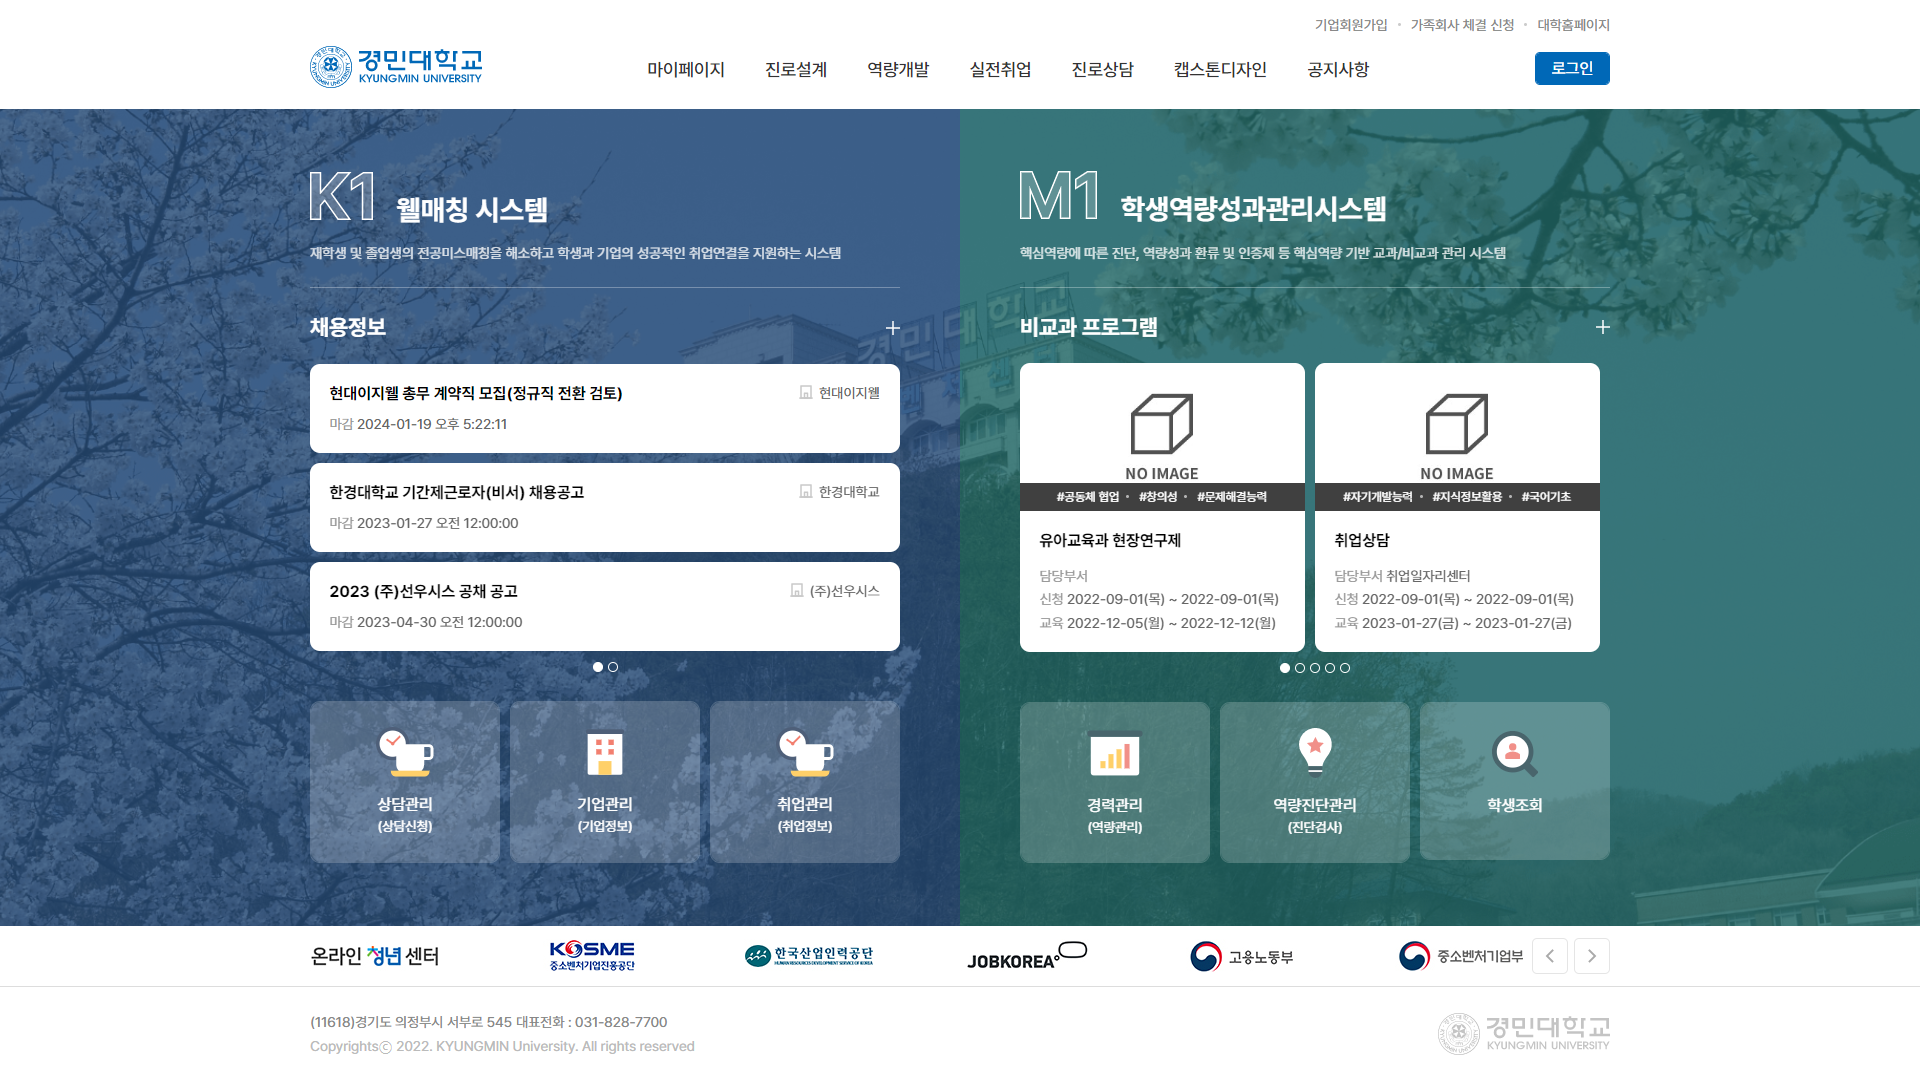 기업회원가입 • 가족회사 체결 신청 • 대학홈페이지
경민대학교
KYUNGMIN UNIVERSITY
마이페이지 진로설계 역량개발 실전취업 진로상담 캡스톤디자인 공지사항
로그인
K1 웰매칭 시스템
재학생 및 졸업생의 전공미스매칭을 해소하고 학생과 기업의 성공적인 취업연결을 지원하는 시스템
채용정보
현대이지웰 총무 계약직 모집(정규직 전환 검토) 현대이지웰
마감 2024-01-19 오후 5:22:11
한경대학교 기간제근로자(비서) 채용공고 한경대학교
마감 2023-01-27 오전 12:00:00
2023 (주)선우시스 공채 공고 (주)선우시스
마감 2023-04-30 오전 12:00:00
상담관리
(상담신청)
기업관리
(기업정보)
취업관리
(취업정보)
M1 학생역량성과관리시스템
핵심역량에 따른 진단, 역량성과 환류 및 인증제 등 핵심역량 기반 교과/비교과 관리 시스템
비교과 프로그램
NO IMAGE
#공동체 협업 • #창의성 • #문제해결능력
유아교육과 현장연구제
담당부서
신청 2022-09-01(목) ~ 2022-09-01(목)
교육 2022-12-05(월) ~ 2022-12-12(월)
NO IMAGE
#자기개발능력 • #지식정보활용 • #국어기초
취업상담
담당부서 취업일자리센터
신청 2022-09-01(목) ~ 2022-09-01(목)
교육 2023-01-27(금) ~ 2023-01-27(금)
경력관리
(역량관리)
역량진단관리
(진단검사)
학생조회
경민대학교
온라인 청년 센터
KOSME
중소벤처기업진흥공단
한국산업인력공단
HUMAN RESOURCES DEVELOPMENT SERVICE OF KOREA
JOBKOREA
고용노동부
중소벤처기업부
(11618)경기도 의정부시 서부로 545 대표전화 : 031-828-7700
Copyrightsⓒ 2022. KYUNGMIN University. All rights reserved
경민대학교
KYUNGMIN UNIVERSITY